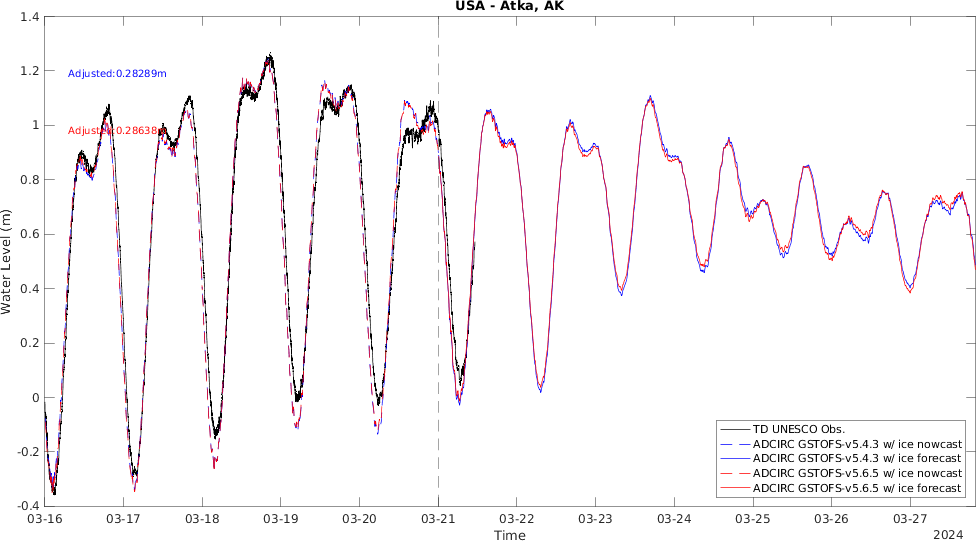 USA - Atka, AK
1.4
1.2
1
0.8
0.6
0.4
0.2
0
-0.2
-0.4
Water Level (m)
Adjusted:0.28289m
Adjusted:0.28638m
TD UNESCO Obs.
ADCIRC GSTOFS-v5.4.3 w/ ice nowcast
ADCIRC GSTOFS-v5.4.3 w/ ice forecast
ADCIRC GSTOFS-v5.6.5 w/ ice nowcast
ADCIRC GSTOFS-v5.6.5 w/ ice forecast
03-16 03-17 03-18 03-19 03-20 03-21 03-22 03-23 03-24 03-25 03-26 03-27
Time
2024